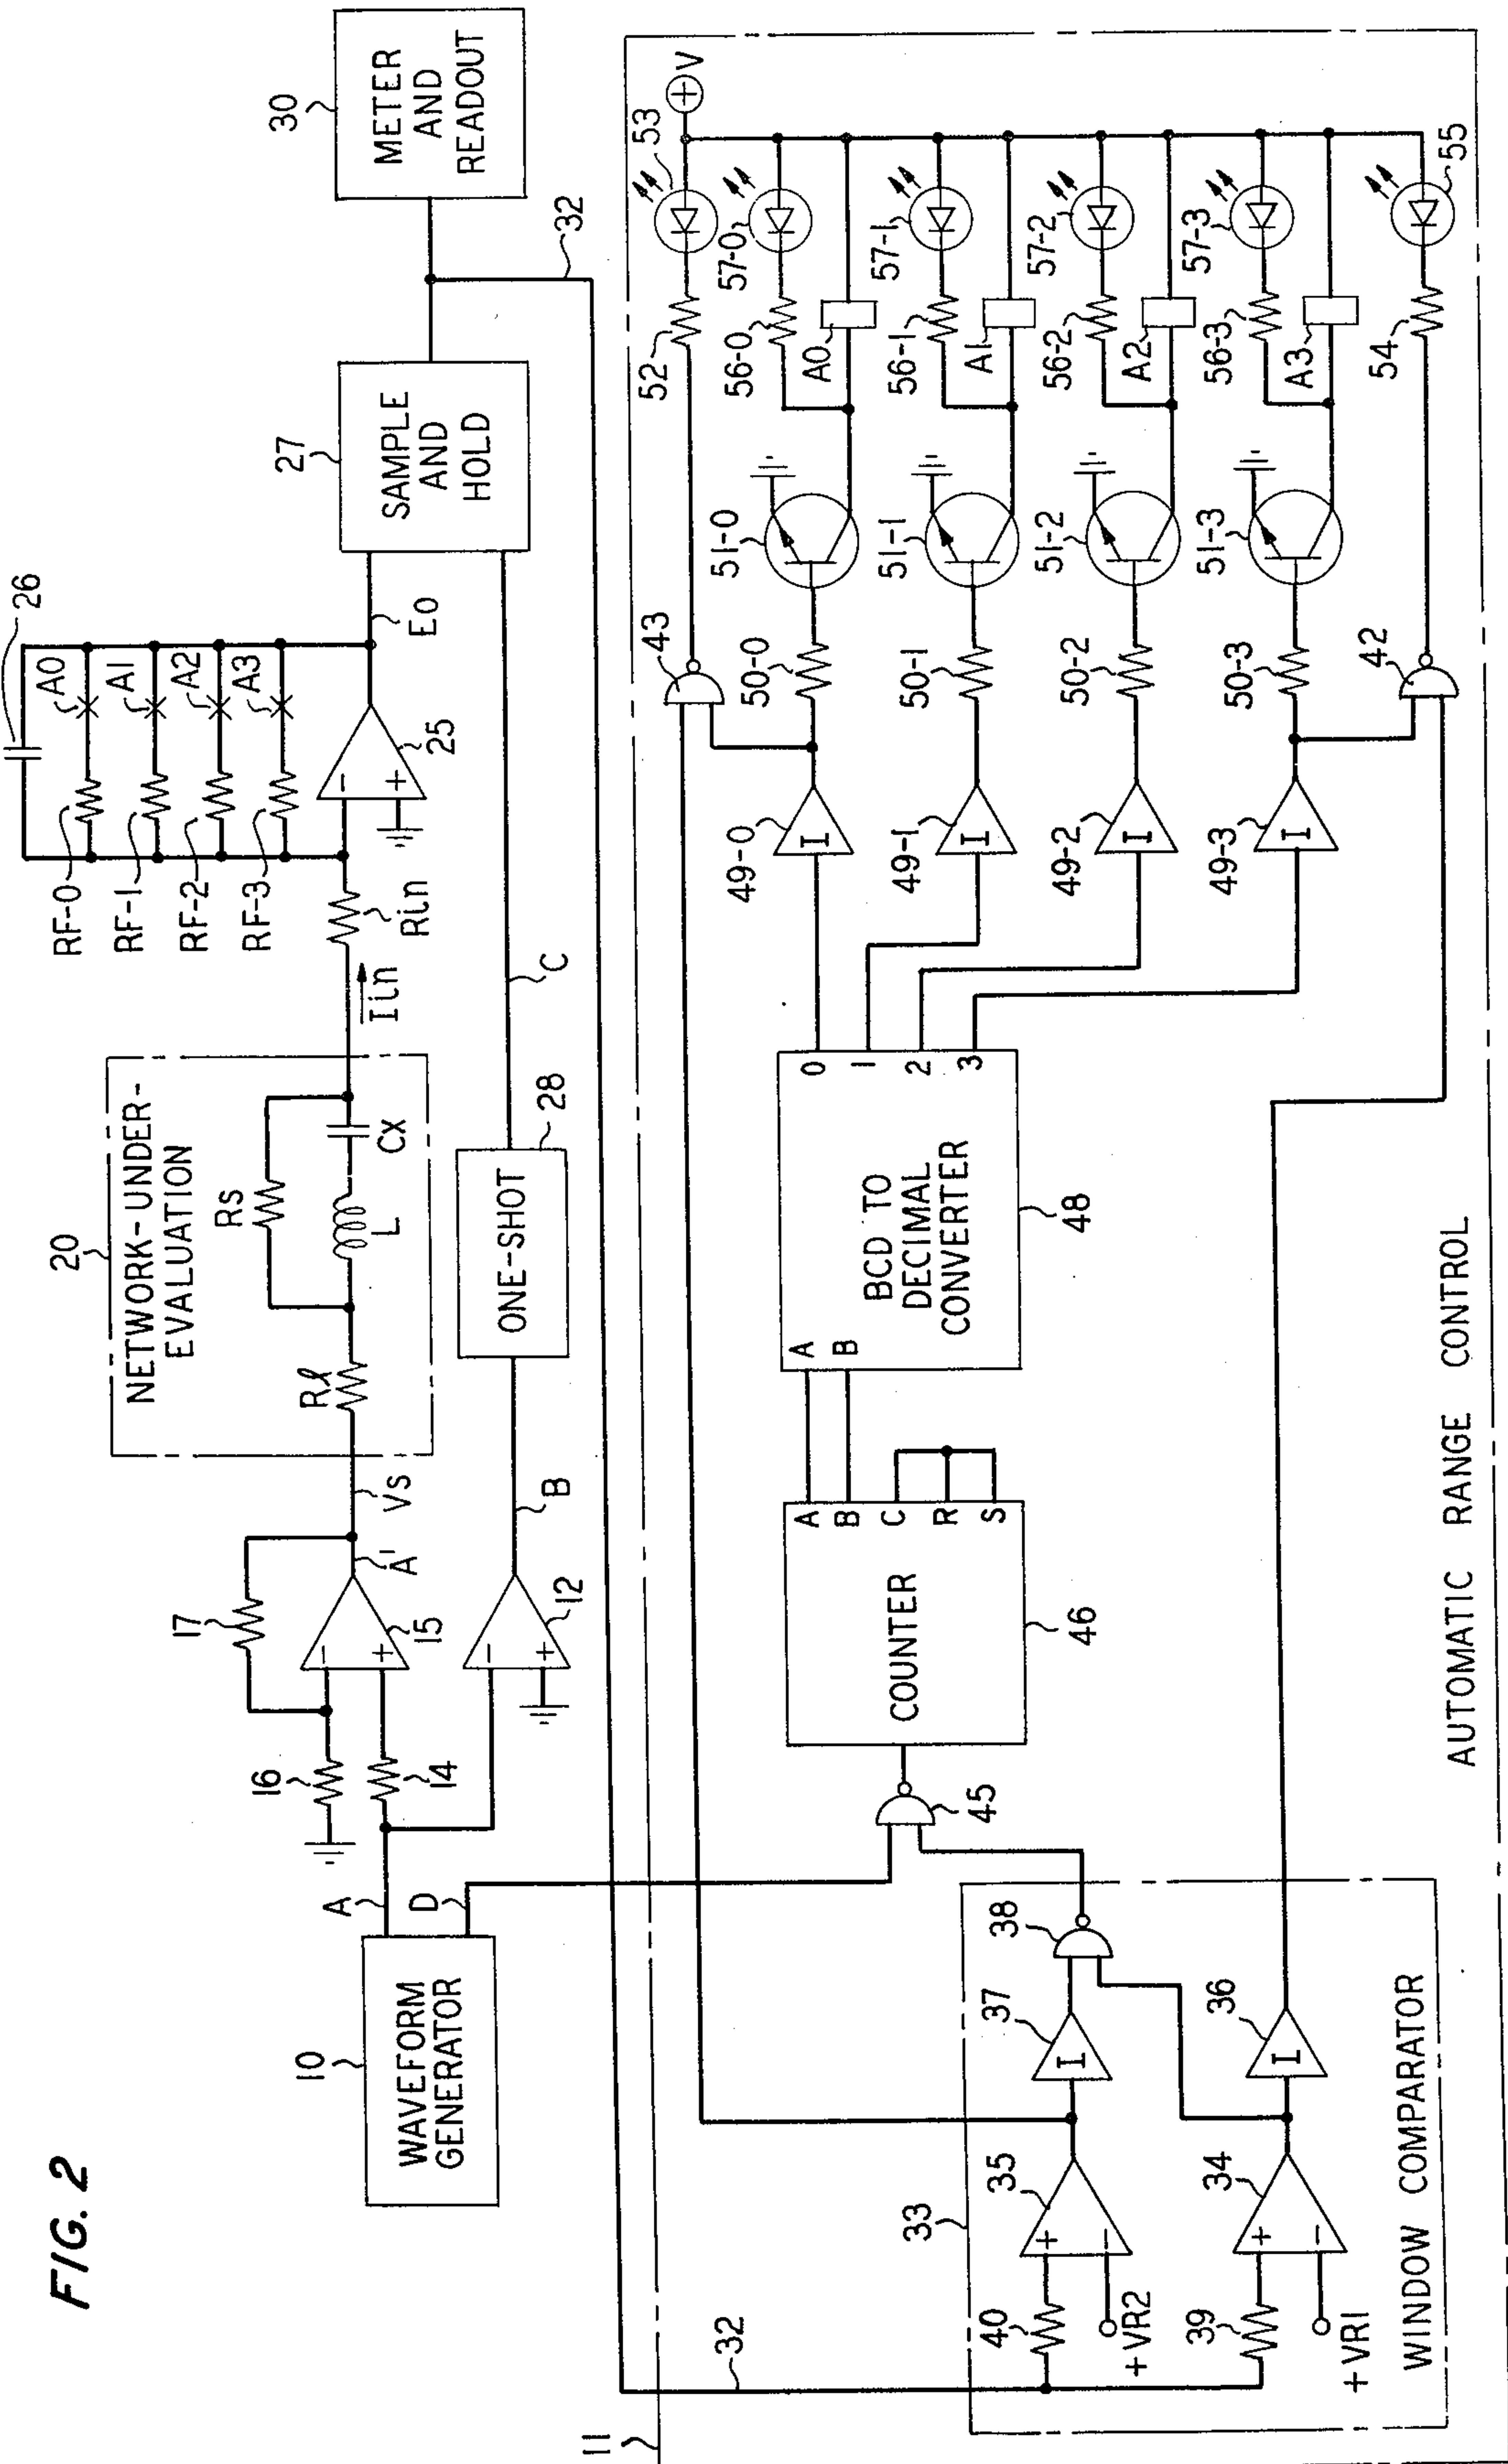 FIG. 2
10
WAVEFORM
GENERATOR
A
D
16
14
17
15
-
+
A'
Vs
12
-
+
B
20
NETWORK-UNDER-
EVALUATION
Rℓ
Rs
L
Cx
Iin
Rin
ONE-SHOT
28
C
RF-0
RF-1
RF-2
RF-3
26
A0
A1
A2
A3
-
+
25
E0
27
SAMPLE
AND
HOLD
30
METER
AND
READOUT
32
11
32
33
40
+VR2
39
+VR1
35
+
-
34
+
-
37
I
36
I
38
WINDOW COMPARATOR
45
COUNTER
46
A
B
C
R
S
A
B
BCD TO
DECIMAL
CONVERTER
48
0
1
2
3
49-0
I
49-1
I
49-2
I
49-3
I
43
50-0
50-1
50-2
50-3
42
51-0
51-1
51-2
51-3
52
53
56-0
57-0
A0
56-1
57-1
A1
56-2
57-2
A2
56-3
57-3
A3
54
55
+
V
AUTOMATIC RANGE CONTROL